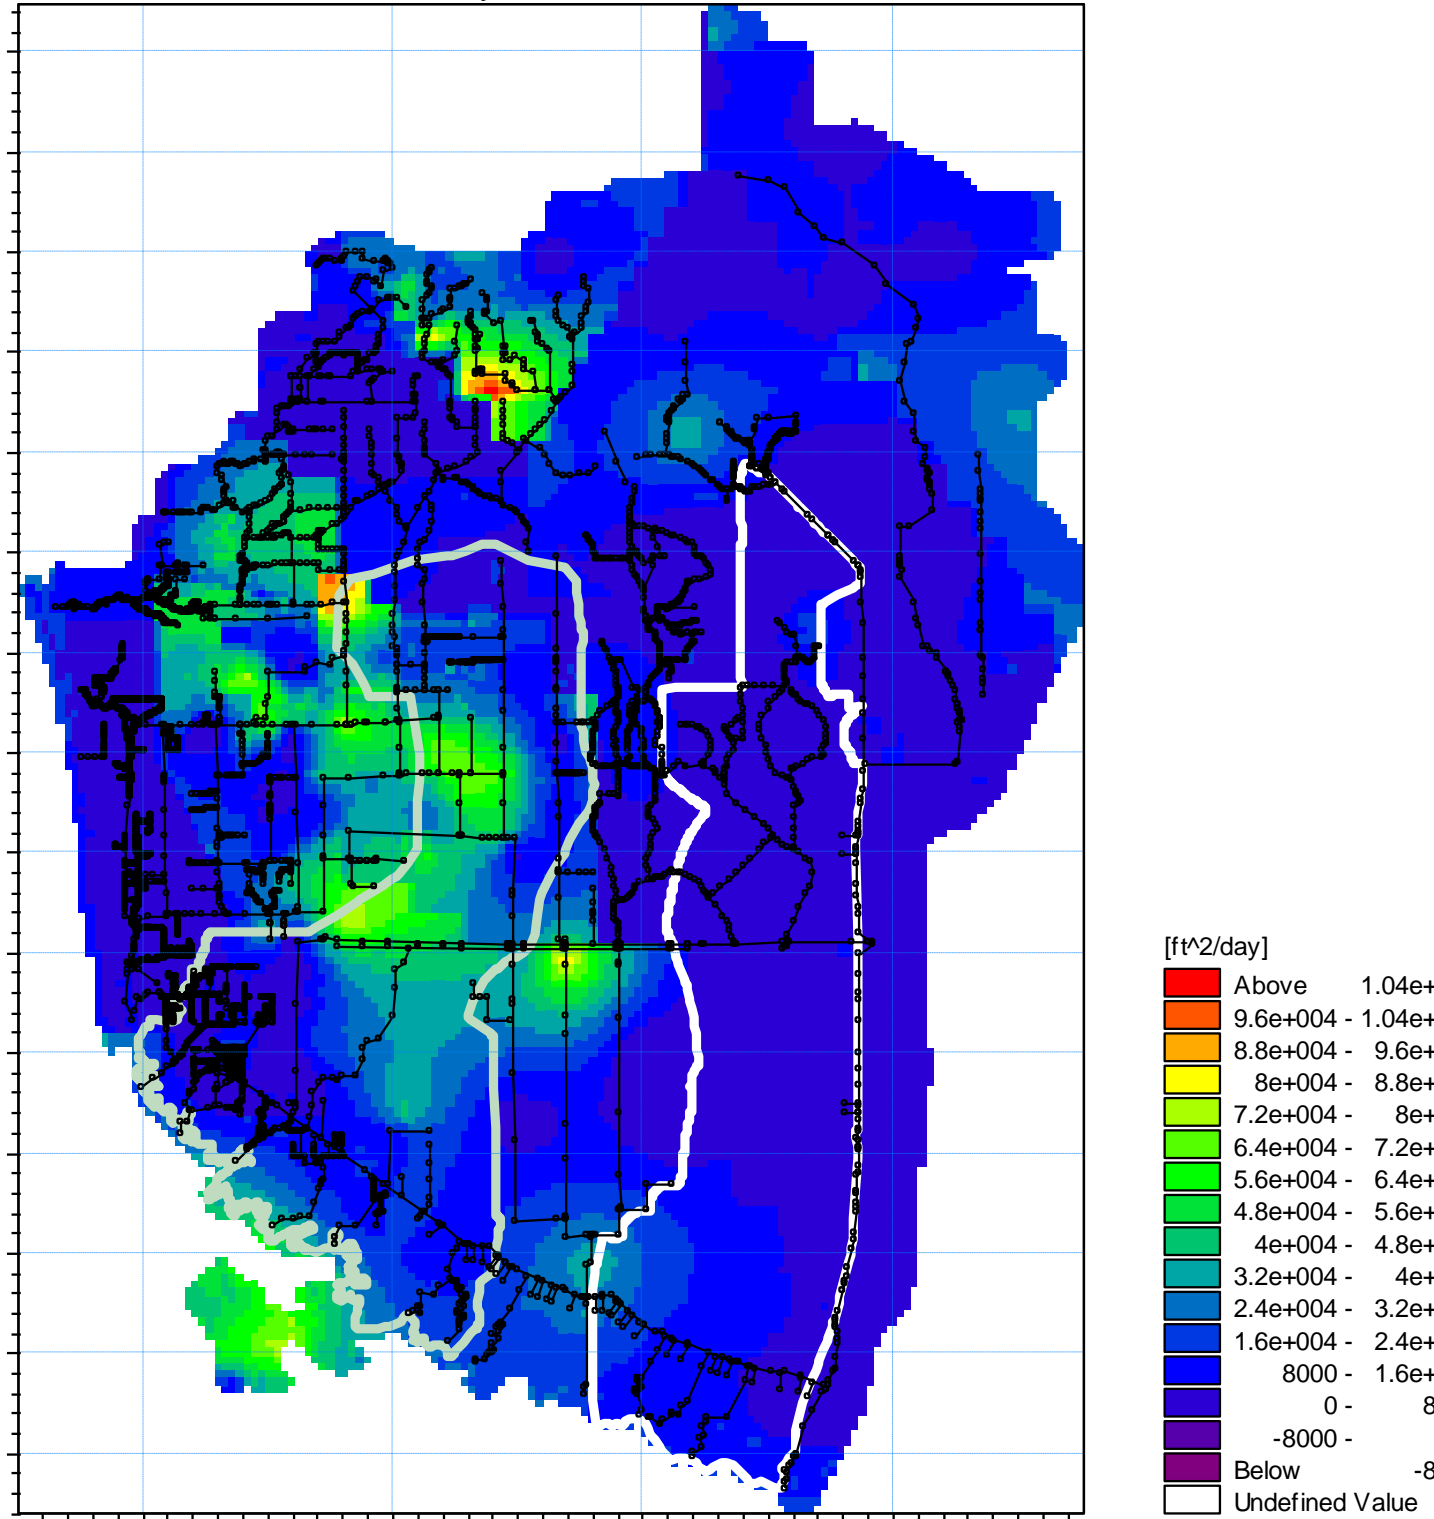 [ft^2/day]
Above 1.04e+
9.6e+004 - 1.04e+
8.8e+004 - 9.6e+
8e+004 - 8.8e+
7.2e+004 - 8e+
6.4e+004 - 7.2e+
5.6e+004 - 6.4e+
4.8e+004 - 5.6e+
4e+004 - 4.8e+
3.2e+004 - 4e+
2.4e+004 - 3.2e+
1.6e+004 - 2.4e+
8000 - 1.6e+
0 - 8
-8000 -
Below -8
Undefined Value